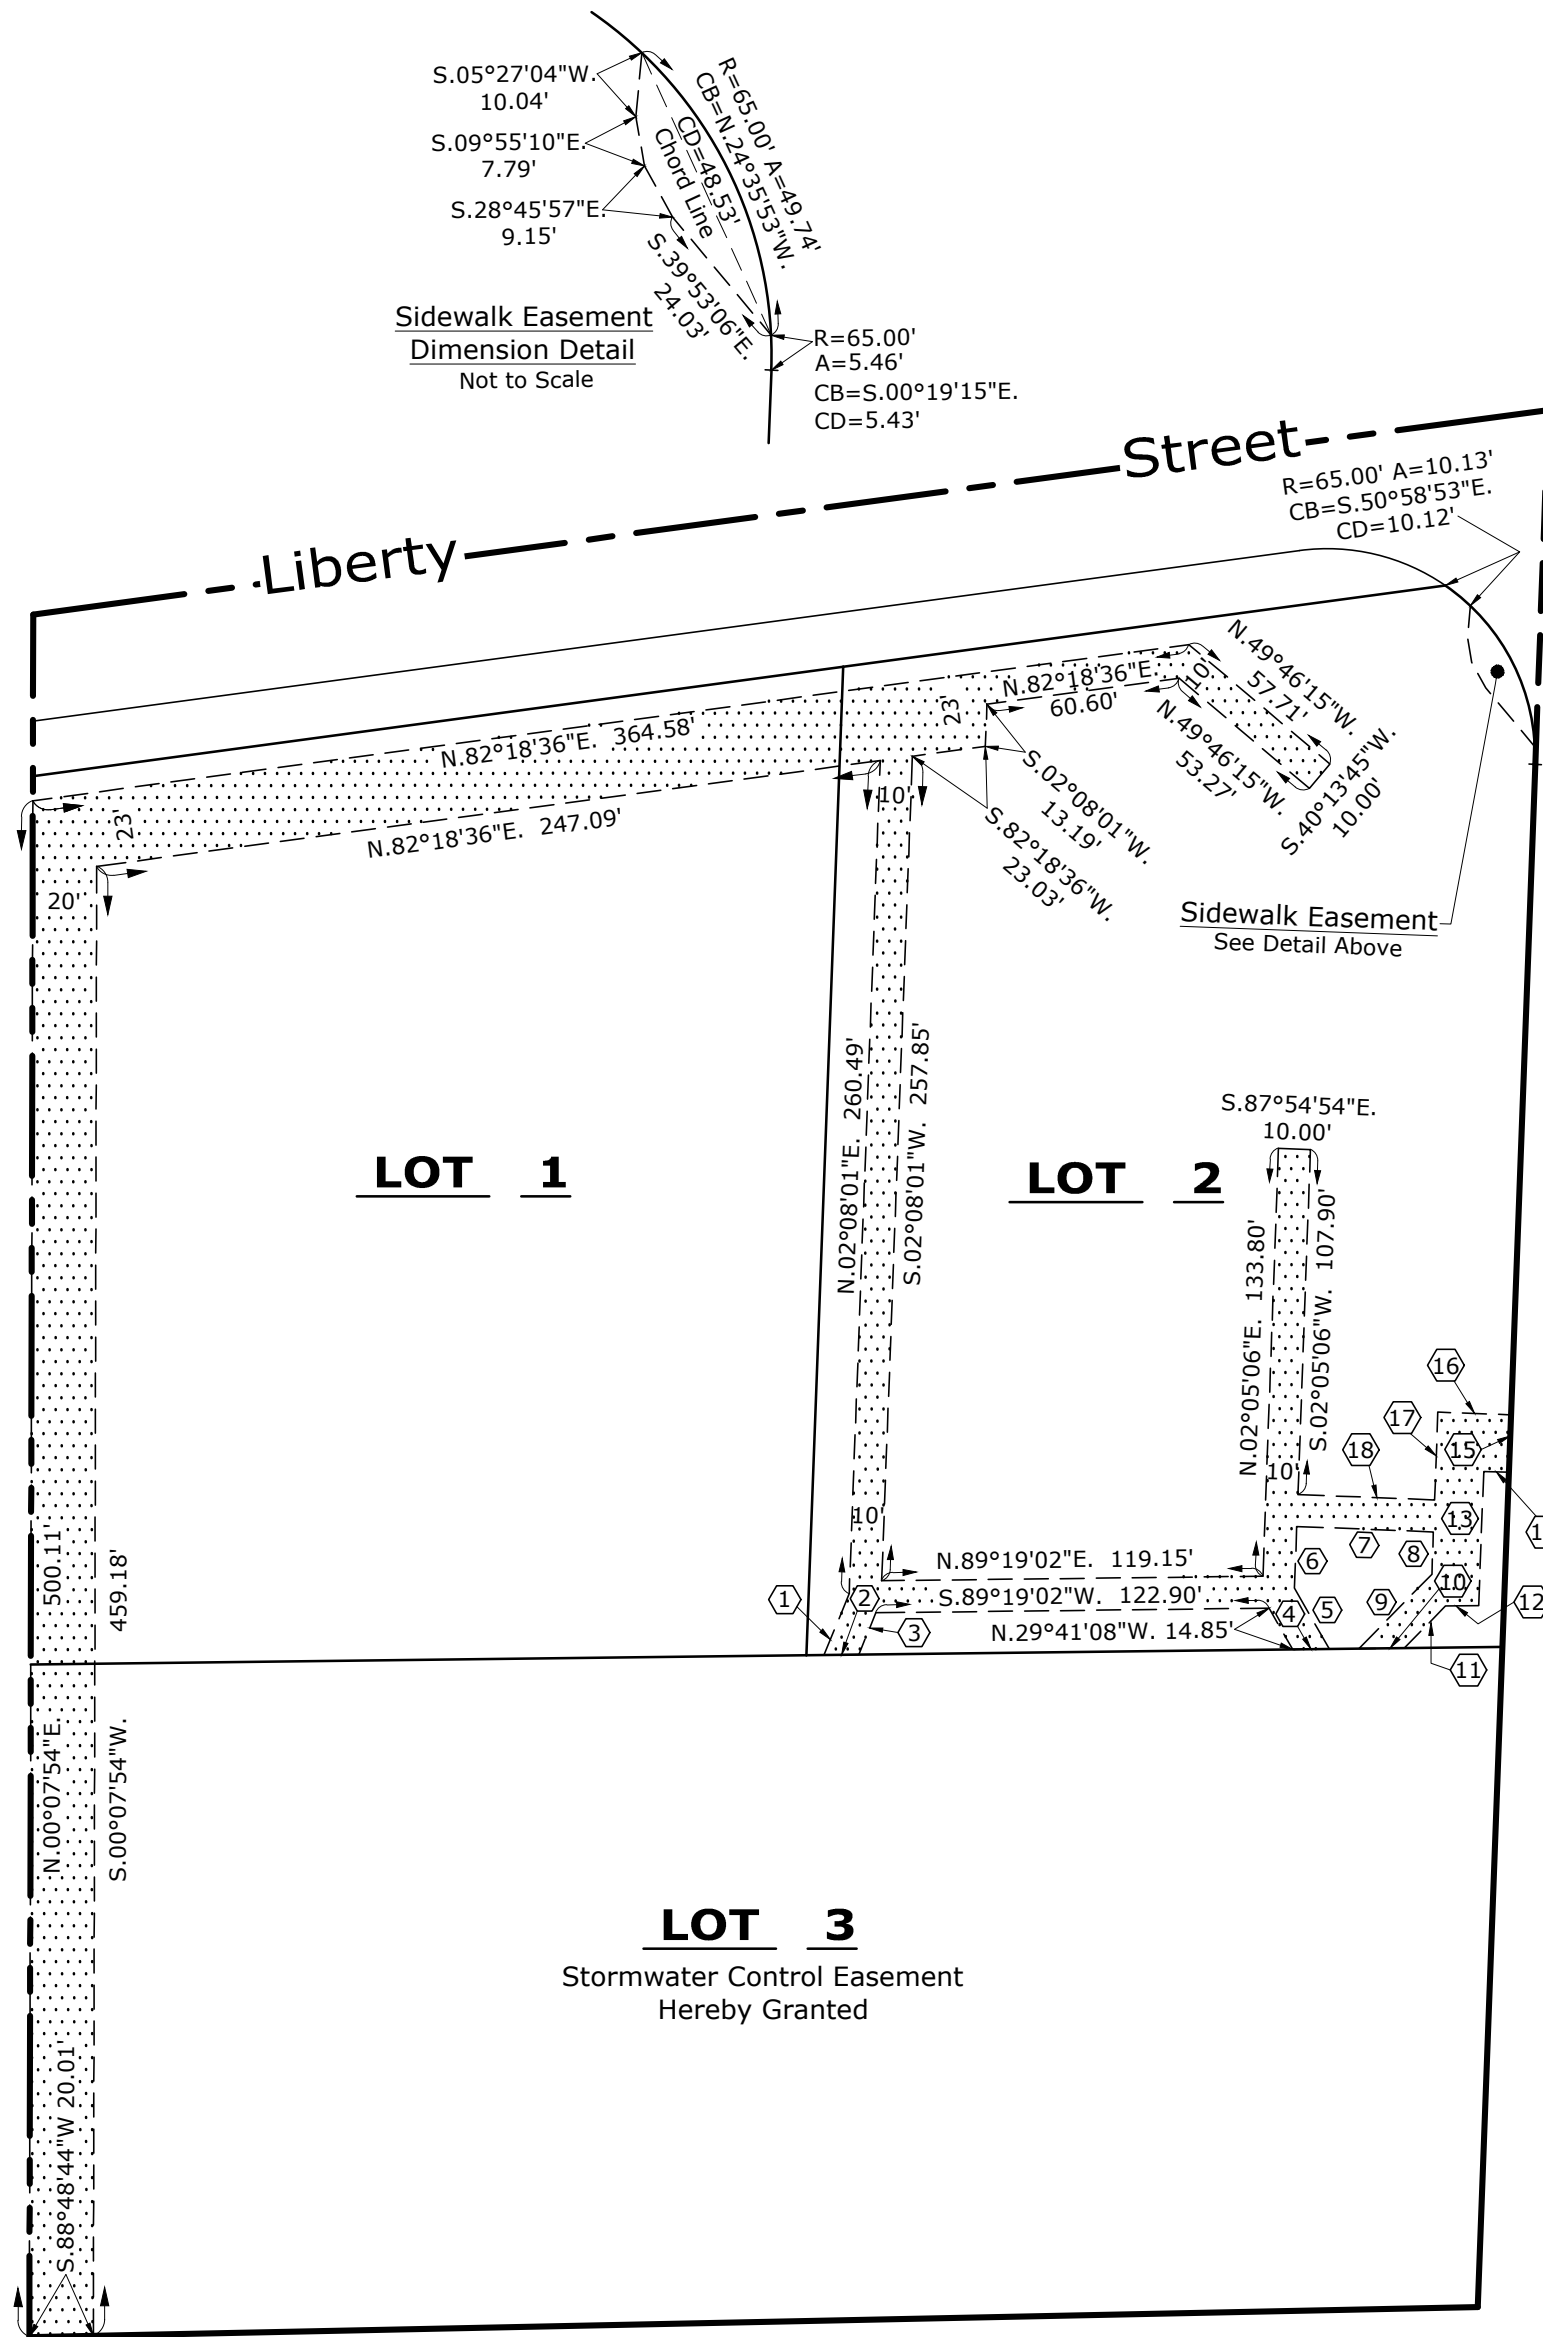 S.05°27'04"W.
10.04'
S.09°55'10"E.
7.79'
S.28°45'57"E.
9.15'
R=65.00' A=49.74'
CB=N.24°35'53"W.
CD=48.53'
Chord Line
S.39°53'06"E.
24.03'
Sidewalk Easement
Dimension Detail
Not to Scale
R=65.00'
A=5.46'
CB=S.00°19'15"E.
CD=5.43'
Liberty Street
R=65.00' A=10.13'
CB=S.50°58'53"E.
CD=10.12'
N.49°46'15"W.
57.71'
10'
N.82°18'36"E
60.60'
23'
N.49°46'15"W.
53.27'
S.40°13'45"W.
10.00'
N.82°18'36"E. 364.58'
S.02°08'01"W.
13.19'
S.82°18'36"W.
23.03'
10'
23'
N.82°18'36"E. 247.09'
20'
Sidewalk Easement
See Detail Above
N.02°08'01"E. 260.49'
S.02°08'01"W. 257.85'
S.87°54'54"E.
10.00'
LOT 1
LOT 2
N.02°05'06"E. 133.80'
S.02°05'06"W. 107.90'
16
17
15
18
10'
10'
13
1
7
8
6
N.89°19'02"E. 119.15'
S.89°19'02"W. 122.90'
N.29°41'08"W. 14.85'
1
2
3
4
5
9
10
12
11
500.11'
459.18'
N.00°07'54"E.
S.00°07'54"W.
LOT 3
Stormwater Control Easement
Hereby Granted
S.88°48'44"W 20.01'